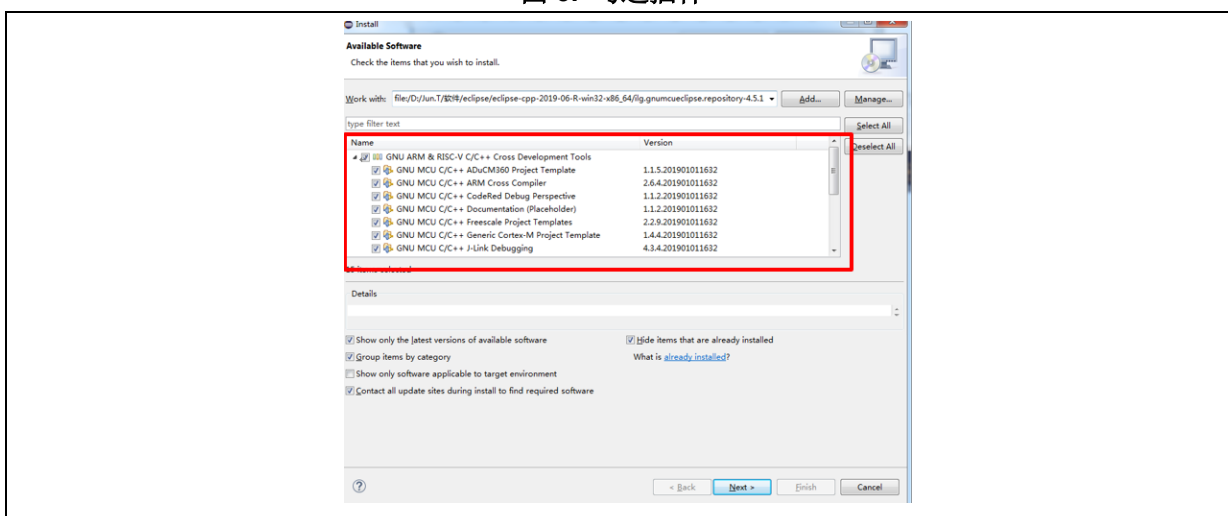 Install
Available Software
Check the items that you wish to install.
Work with: file:/D:/Jun.T/软件/eclipse/eclipse-cpp-2019-06-R-win32-x86_64/ilg.gnumcueclipse.repository-4.5.1 Add... Manage...
type filter text Select All
Name Version Deselect All
GNU ARM & RISC-V C/C++ Cross Development Tools
GNU MCU C/C++ ADuCM360 Project Template 1.1.5.201901011632
GNU MCU C/C++ ARM Cross Compiler 2.6.4.201901011632
GNU MCU C/C++ CodeRed Debug Perspective 1.1.2.201901011632
GNU MCU C/C++ Documentation (Placeholder) 1.1.2.201901011632
GNU MCU C/C++ Freescale Project Templates 2.2.9.201901011632
GNU MCU C/C++ Generic Cortex-M Project Template 1.4.4.201901011632
GNU MCU C/C++ J-Link Debugging 4.3.4.201901011632
Details
Show only the latest versions of available software Hide items that are already installed
Group items by category What is already installed?
Show only software applicable to target environment
Contact all update sites during install to find required software
< Back Next > Finish Cancel